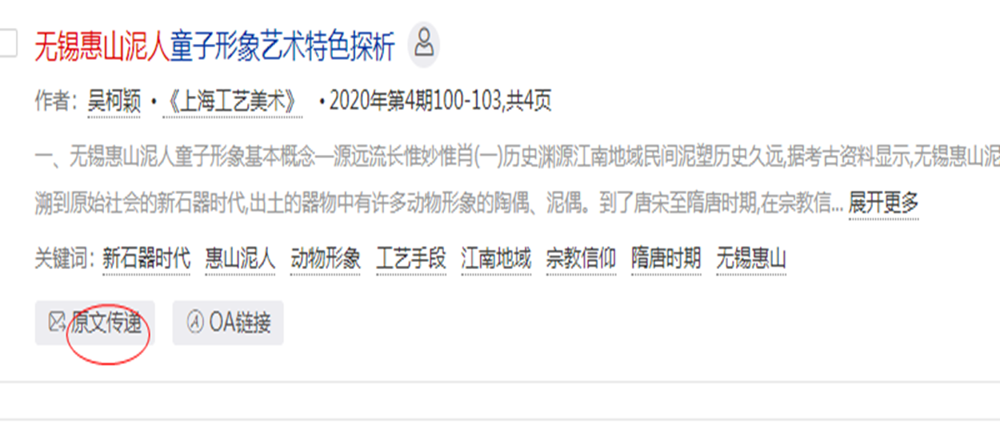 无锡惠山泥人童子形象艺术特色探析
作者：吴柯颖 •《上海工艺美术》 • 2020年第4期100-103,共4页
一、无锡惠山泥人童子形象基本概念—源远流长惟妙惟肖(一)历史渊源江南地域民间泥塑历史久远,据考古资料显示,无锡惠山泥
溯到原始社会的新石器时代,出土的器物中有许多动物形象的陶偶、泥偶。到了唐宋至隋唐时期,在宗教信... 展开更多
关键词：新石器时代 惠山泥人 动物形象 工艺手段 江南地域 宗教信仰 隋唐时期 无锡惠山
原文传递 OA链接